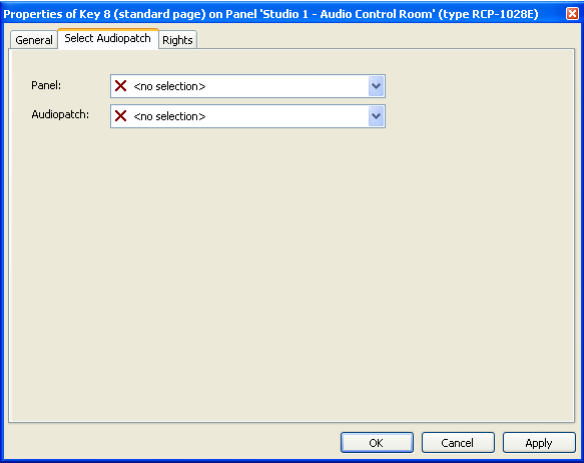 Properties of Key 8 (standard page) on Panel 'Studio 1 - Audio Control Room' (type RCP-1028E)
General Select Audiopatch Rights
Panel: <no selection>
Audiopatch: <no selection>
OK Cancel Apply